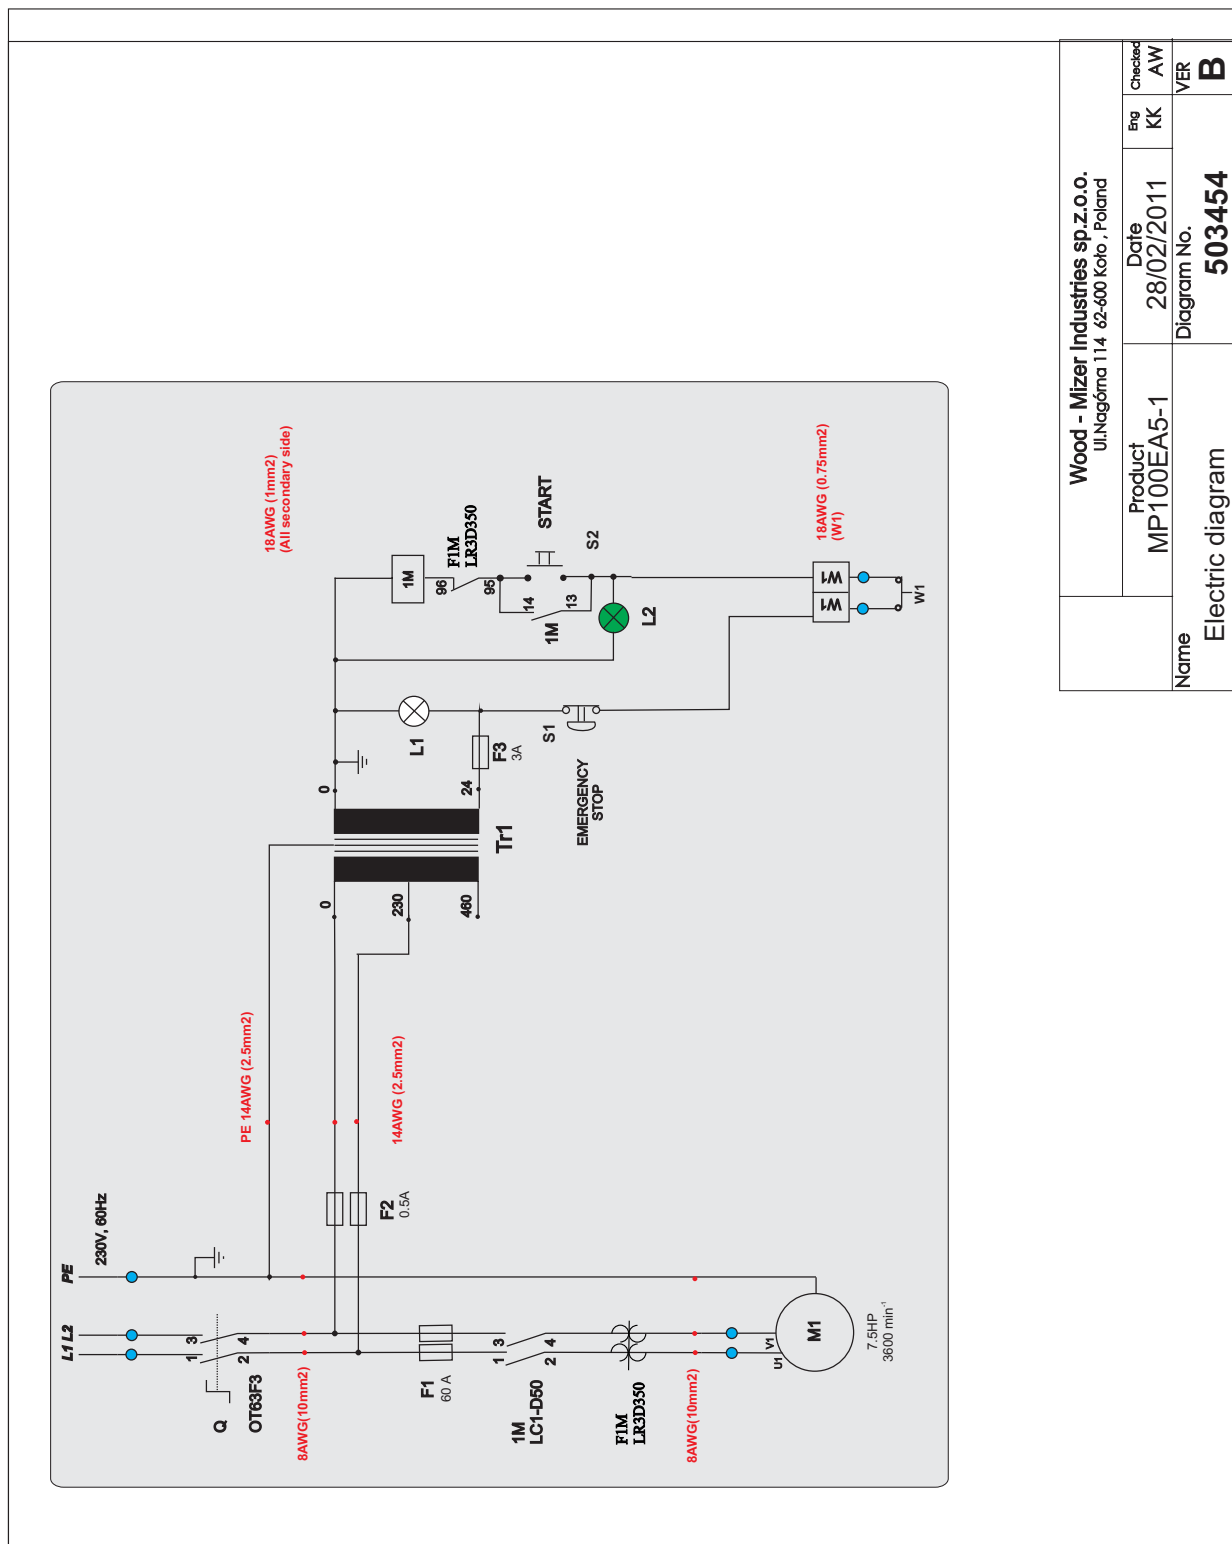 L1 L2
PE
230V, 60Hz
1
3
2
4
Q
OT63F3
8AWG(10mm2)
F1
60 A
1
3
2
4
1M
LC1-D50
F1M
LR3D350
8AWG(10mm2)
U1
V1
M1
7.5HP
3600 min-1
F2
0.5A
PE 14AWG (2.5mm2)
14AWG (2.5mm2)
0
230
460
Tr1
0
24
F3
3A
L1
S1
EMERGENCY
STOP
18AWG (1mm2)
(All secondary side)
1M
96
95
F1M
LR3D350
START
S2
14
13
1M
L2
18AWG (0.75mm2)
(W1)
W1
W1
W1
Wood - Mizer Industries sp.z.o.o.
Ul.Nagórna 114 62-600 Koło , Poland
Product
MP100EA5-1
Date
28/02/2011
Eng
KK
Checked
AW
Name
Electric diagram
Diagram No.
503454
VER
B